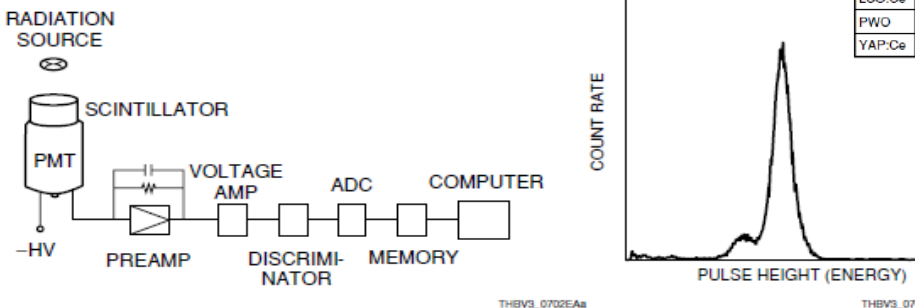 RADIATION
SOURCE
SCINTILLATOR
PMT
VOLTAGE
AMP
ADC
COMPUTER
−HV
PREAMP
DISCRIMI-
NATOR
MEMORY
THBV3_0702EAa
PWO
YAP:Ce
COUNT RATE
PULSE HEIGHT (ENERGY)